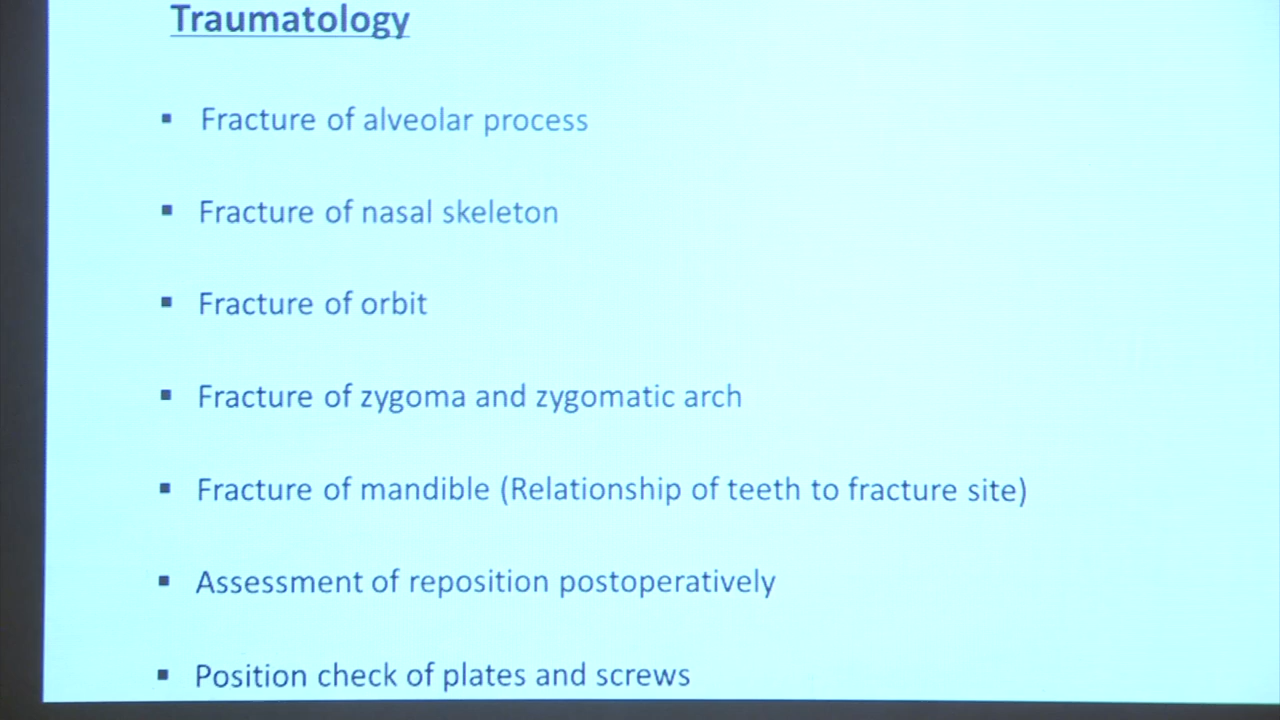 Traumatology
▪ Fracture of alveolar process
▪ Fracture of nasal skeleton
▪ Fracture of orbit
▪ Fracture of zygoma and zygomatic arch
▪ Fracture of mandible (Relationship of teeth to fracture site)
▪ Assessment of reposition postoperatively
▪ Position check of plates and screws